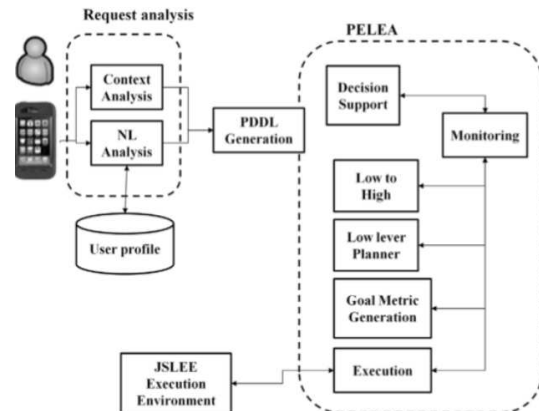 Request analysis
PELEA
Context
Analysis
NL
Analysis
PDDL
Generation
Decision
Support
Monitoring
Low to
High
User profile
Low lever
Planner
Goal Metric
Generation
JSLEE
Execution
Environment
Execution